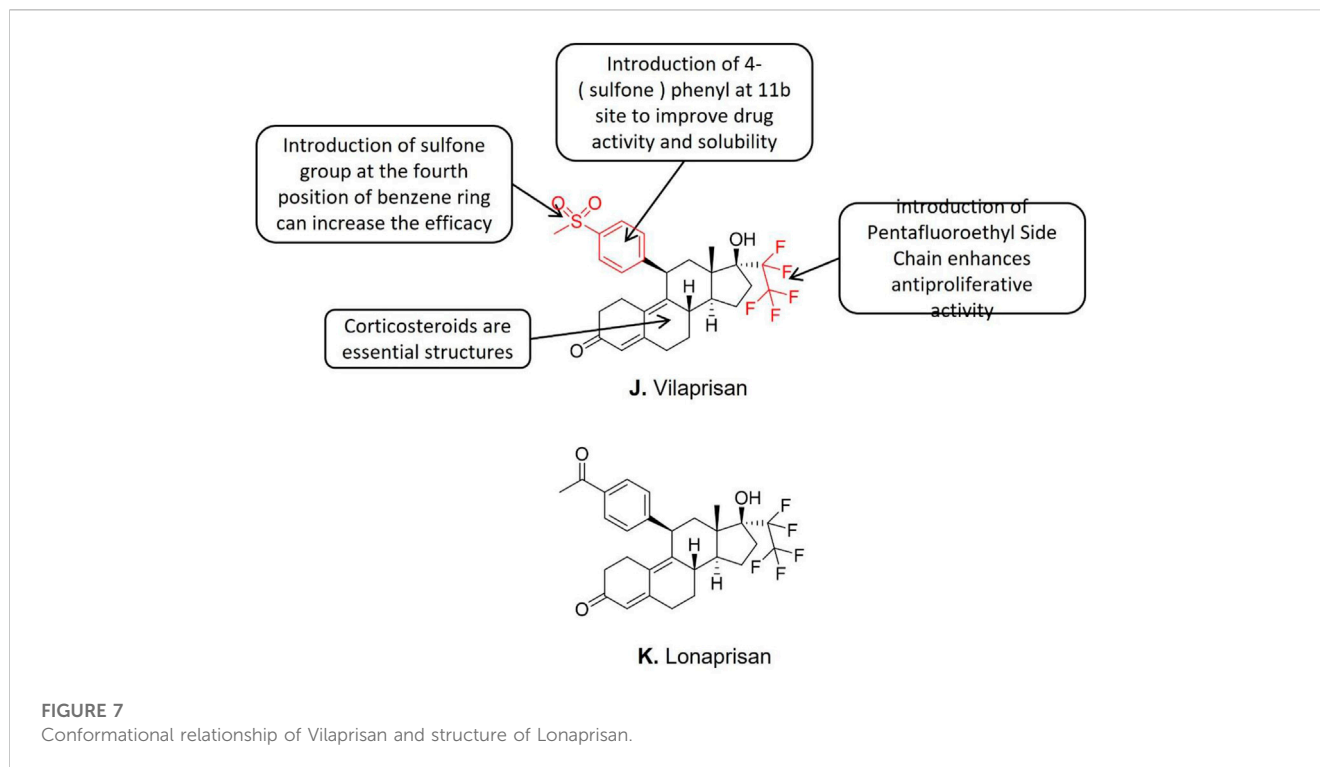 Introduction of 4-
( sulfone ) phenyl at 11b
site to improve drug
activity and solubility
Introduction of sulfone
group at the fourth
position of benzene ring
can increase the efficacy
introduction of
Pentafluoroethyl Side
Chain enhances
antiproliferative
activity
Corticosteroids are
essential structures
O O
S
OH
F
F
F
F
F
H
H
O
J. Vilaprisan
O
OH
F
F
F
F
F
H
H
O
K. Lonaprisan
FIGURE 7
Conformational relationship of Vilaprisan and structure of Lonaprisan.